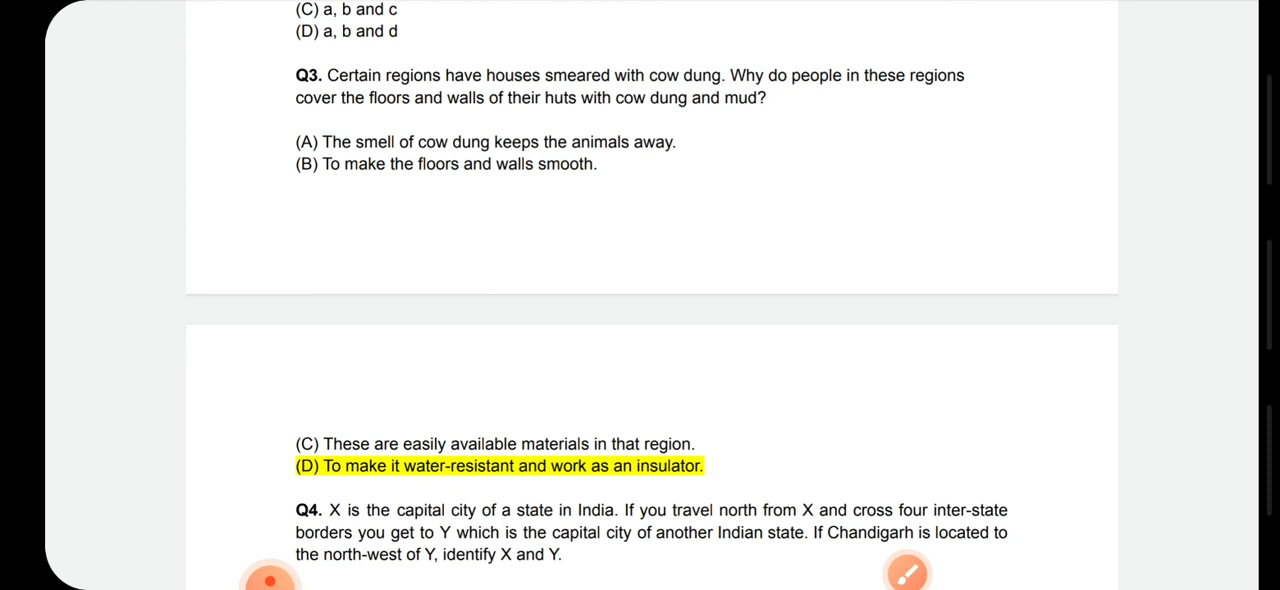 (C) a, b and c
(D) a, b and d
Q3. Certain regions have houses smeared with cow dung. Why do people in these regions
cover the floors and walls of their huts with cow dung and mud?
(A) The smell of cow dung keeps the animals away.
(B) To make the floors and walls smooth.
(C) These are easily available materials in that region.
(D) To make it water-resistant and work as an insulator.
Q4. X is the capital city of a state in India. If you travel north from X and cross four inter-state
borders you get to Y which is the capital city of another Indian state. If Chandigarh is located to
the north-west of Y, identify X and Y.